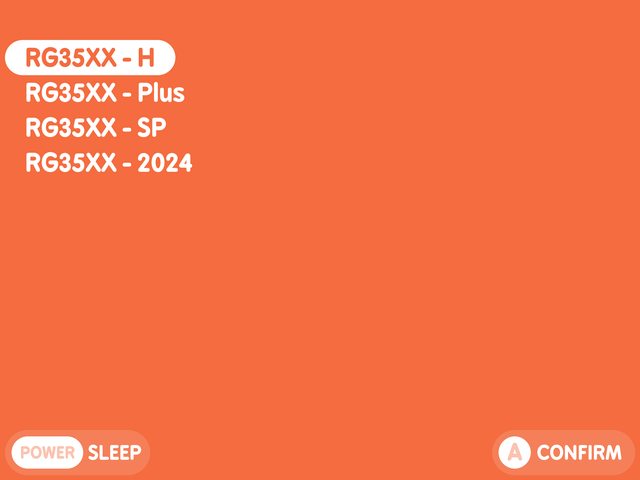 RG35XX - H
RG35XX - Plus
RG35XX - SP
RG35XX - 2024
POWER SLEEP
A CONFIRM